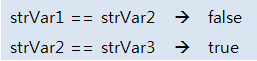 strVar1 == strVar2 → false
strVar2 == strVar3 → true